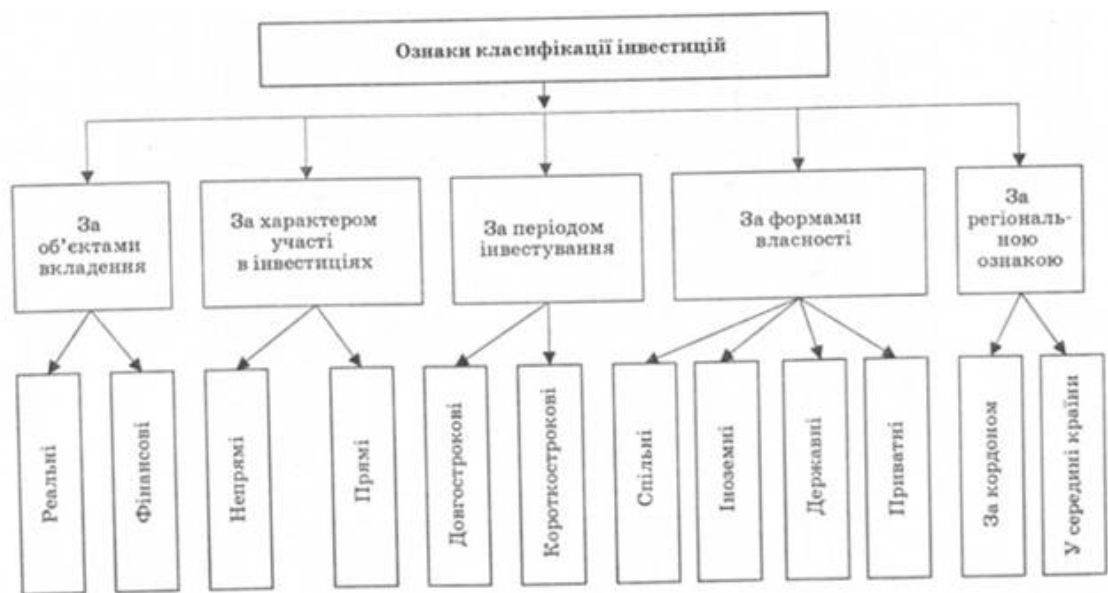 Ознаки класифікації інвестицій
За
об’єктами
вкладення
За характером
участі
в інвестиціях
За періодом
інвестування
За формами
власності
За
регіональ-
ною
ознакою
Реальні
Фінансові
Непрямі
Прямі
Довгострокові
Короткострокові
Спільні
Іноземні
Державні
Приватні
За кордоном
У середині країни